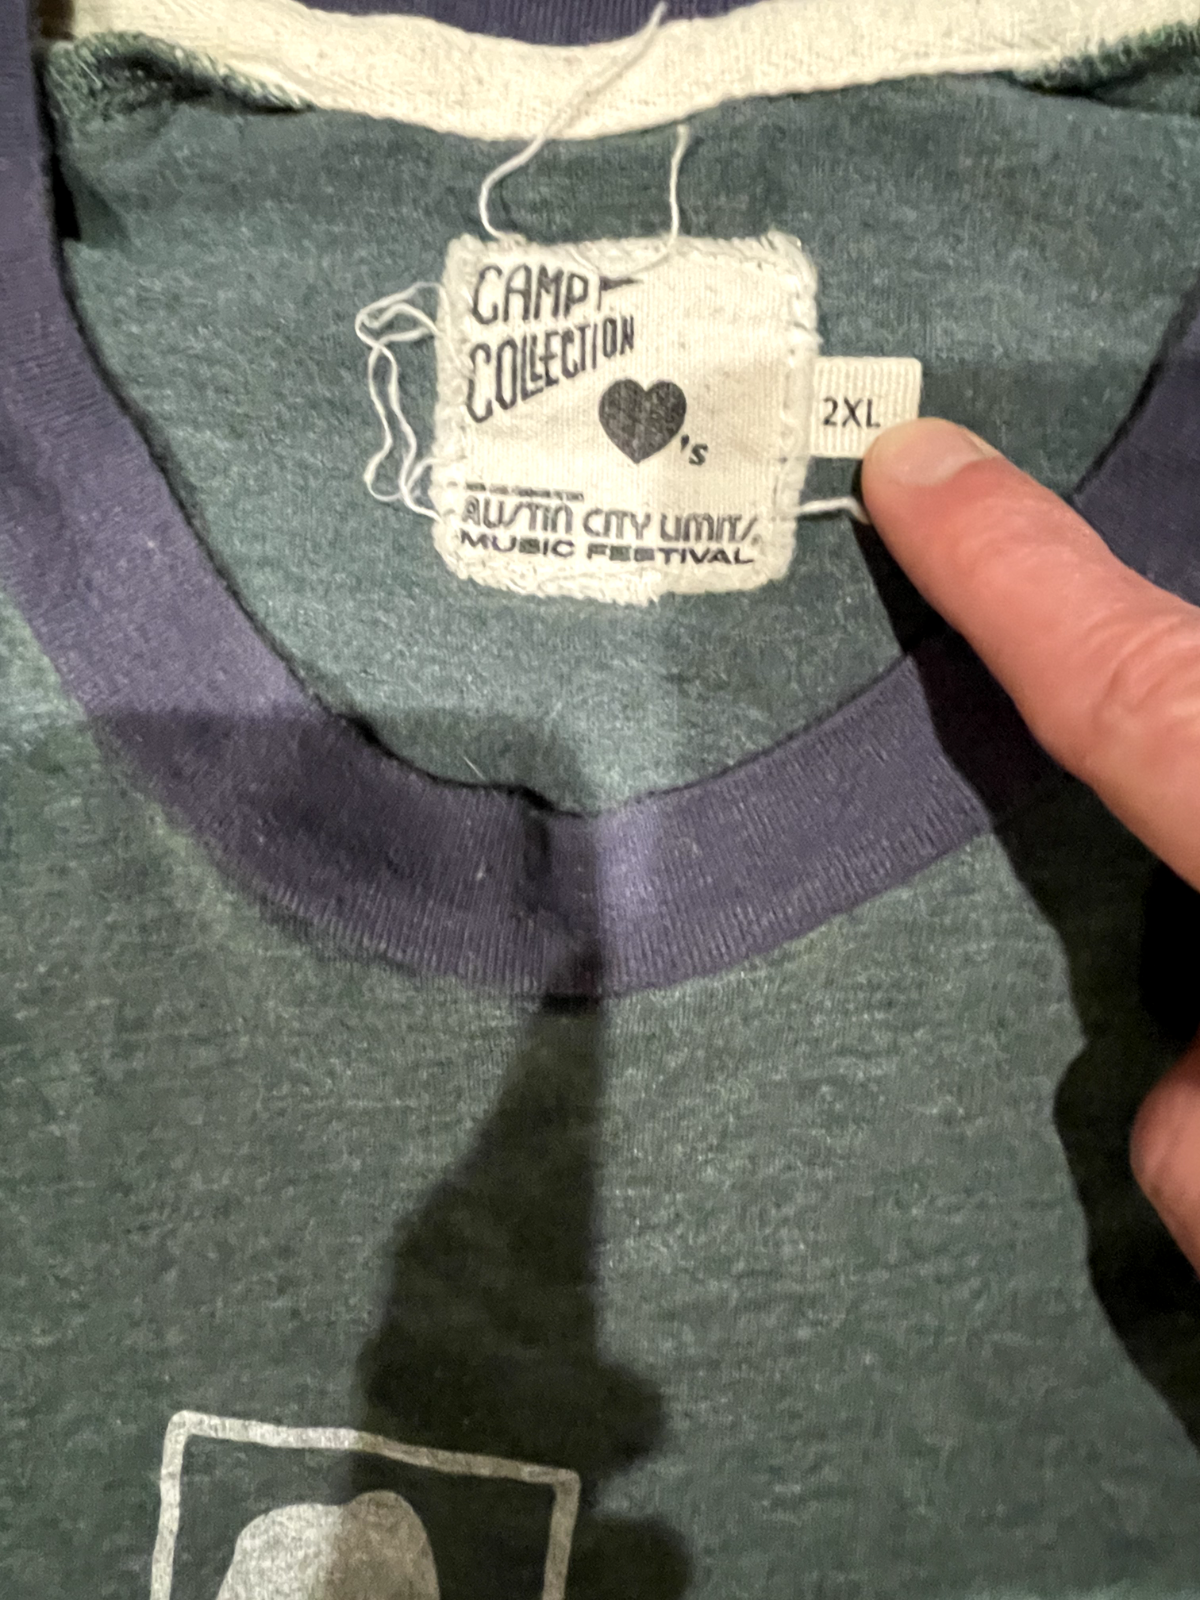 CAMP
COLLECTION
♥'s
2XL
AUSTIN CITY LIMITS
MUSIC FESTIVAL